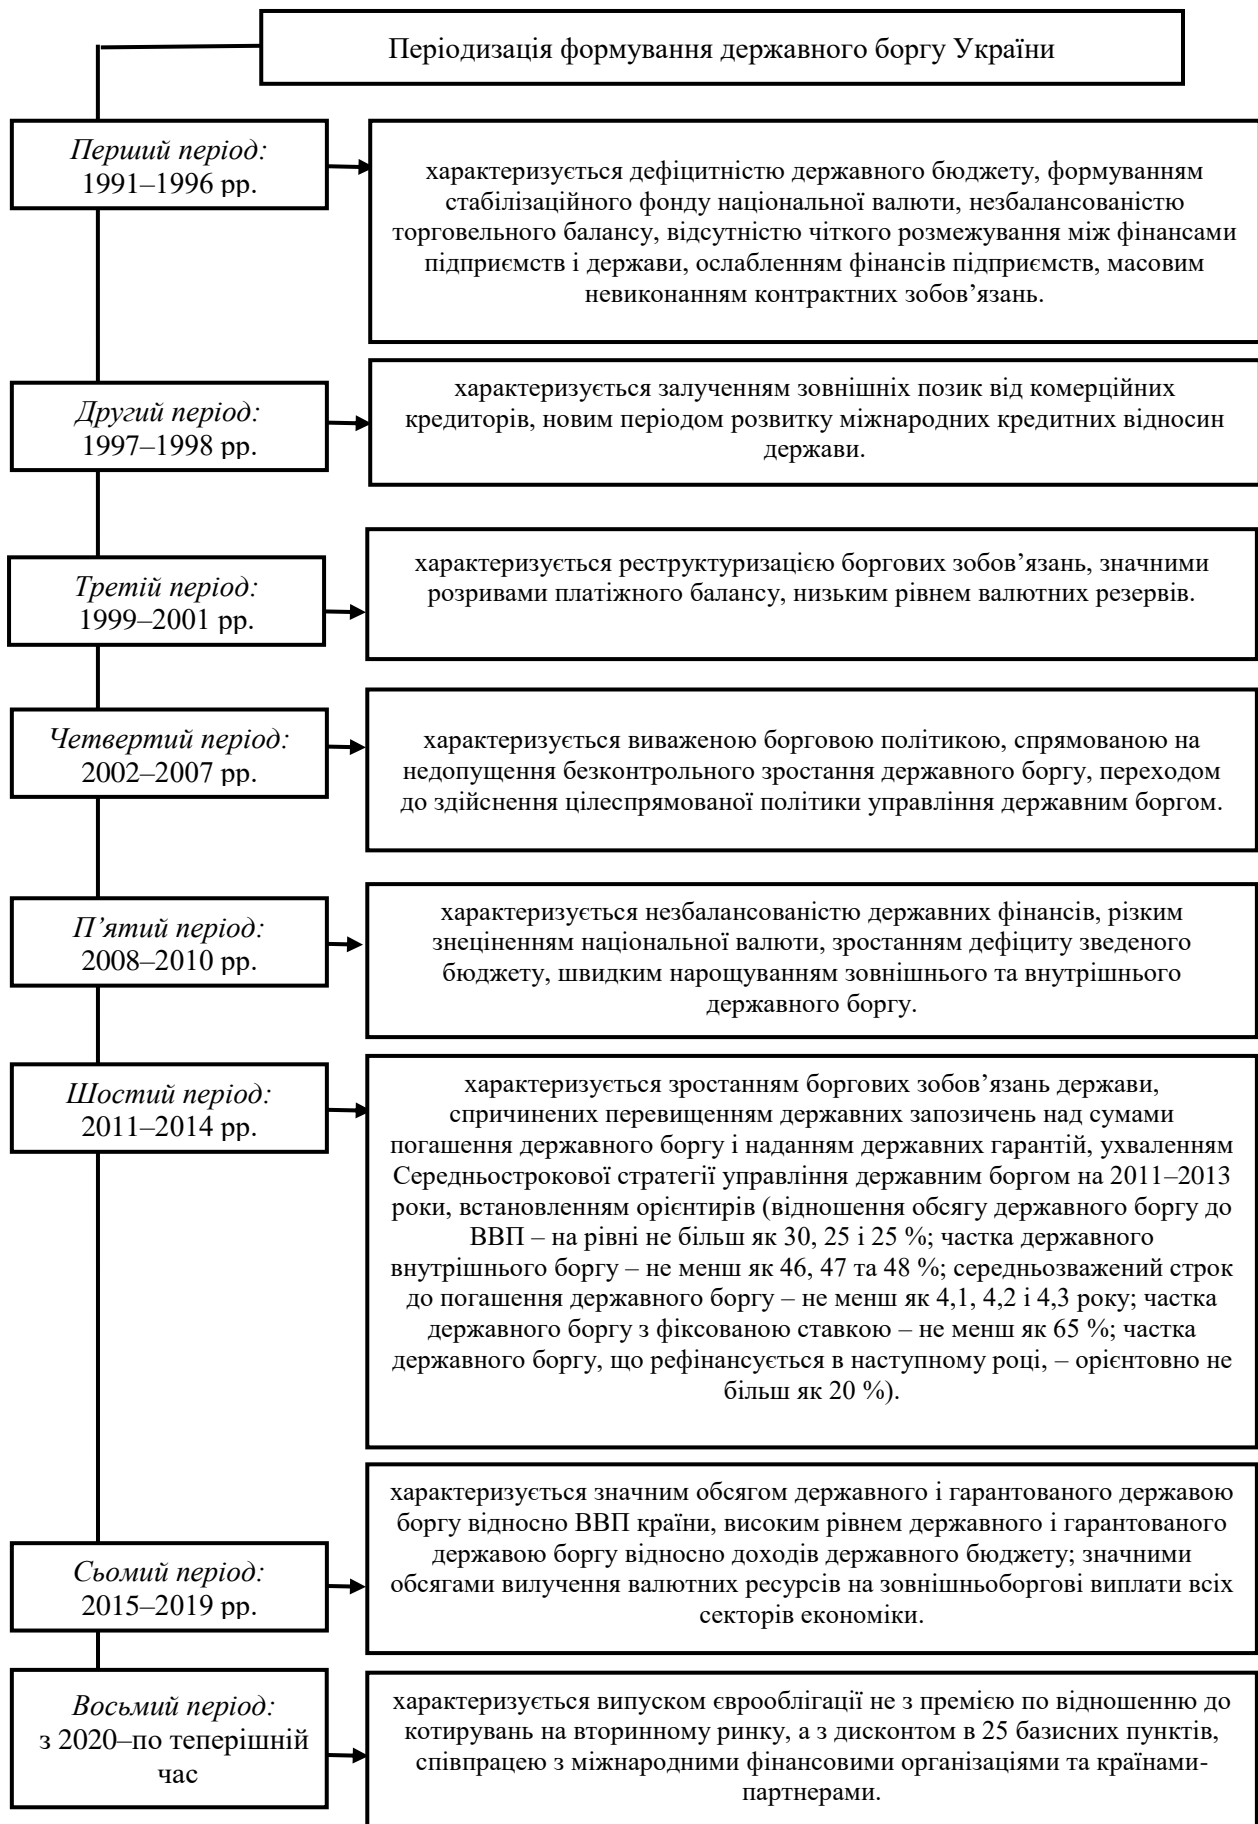 Періодизація формування державного боргу України
Перший період:
1991–1996 рр.
характеризується дефіцитністю державного бюджету, формуванням
стабілізаційного фонду національної валюти, незбалансованістю
торговельного балансу, відсутністю чіткого розмежування між фінансами
підприємств і держави, ослабленням фінансів підприємств, масовим
невиконанням контрактних зобов’язань.
Другий період:
1997–1998 рр.
характеризується залученням зовнішніх позик від комерційних
кредиторів, новим періодом розвитку міжнародних кредитних відносин
держави.
Третій період:
1999–2001 рр.
характеризується реструктуризацією боргових зобов’язань, значними
розривами платіжного балансу, низьким рівнем валютних резервів.
Четвертий період:
2002–2007 рр.
характеризується виваженою борговою політикою, спрямованою на
недопущення безконтрольного зростання державного боргу, переходом
до здійснення цілеспрямованої політики управління державним боргом.
П’ятий період:
2008–2010 рр.
характеризується незбалансованістю державних фінансів, різким
знеціненням національної валюти, зростанням дефіциту зведеного
бюджету, швидким нарощуванням зовнішнього та внутрішнього
державного боргу.
Шостий період:
2011–2014 рр.
характеризується зростанням боргових зобов’язань держави,
спричинених перевищенням державних запозичень над сумами
погашення державного боргу і наданням державних гарантій, ухваленням
Середньострокової стратегії управління державним боргом на 2011–2013
роки, встановленням орієнтирів (відношення обсягу державного боргу до
ВВП – на рівні не більш як 30, 25 і 25 %; частка державного
внутрішнього боргу – не менш як 46, 47 та 48 %; середньозважений строк
до погашення державного боргу – не менш як 4,1, 4,2 і 4,3 року; частка
державного боргу з фіксованою ставкою – не менш як 65 %; частка
державного боргу, що рефінансується в наступному році, – орієнтовно не
більш як 20 %).
Сьомий період:
2015–2019 рр.
характеризується значним обсягом державного і гарантованого державою
боргу відносно ВВП країни, високим рівнем державного і гарантованого
державою боргу відносно доходів державного бюджету; значними
обсягами вилучення валютних ресурсів на зовнішньоборгові виплати всіх
секторів економіки.
Восьмий період:
з 2020–по теперішній
час
характеризується випуском єврооблігації не з премією по відношенню до
котирувань на вторинному ринку, а з дисконтом в 25 базисних пунктів,
співпрацею з міжнародними фінансовими організаціями та країнами-
партнерами.